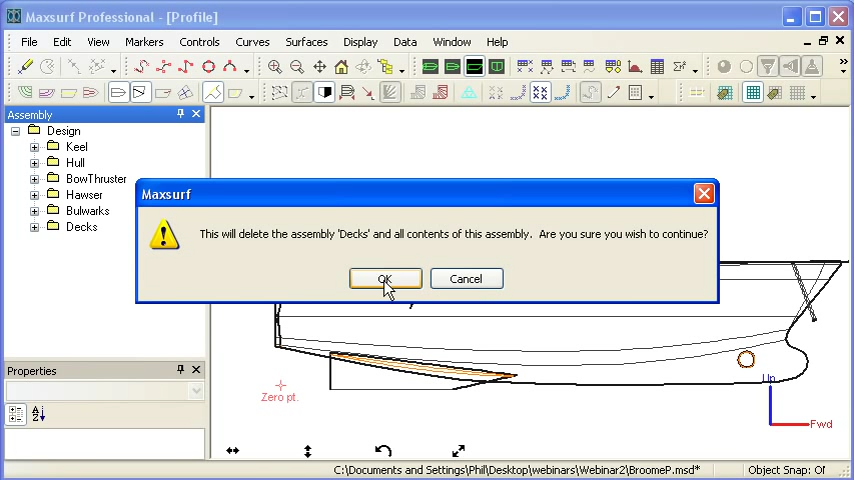 Maxsurf Professional - [Profile]
File Edit View Markers Controls Curves Surfaces Display Data Window Help
Assembly
Design
Keel
Hull
BowThruster
Hawser
Bulwarks
Decks
Maxsurf
This will delete the assembly 'Decks' and all contents of this assembly. Are you sure you wish to continue?
OK Cancel
Properties
Zero pt.
Up
Fwd
C:\Documents and Settings\Phil\Desktop\webinars\Webinar2\BroomeP.msd* Object Snap: Of